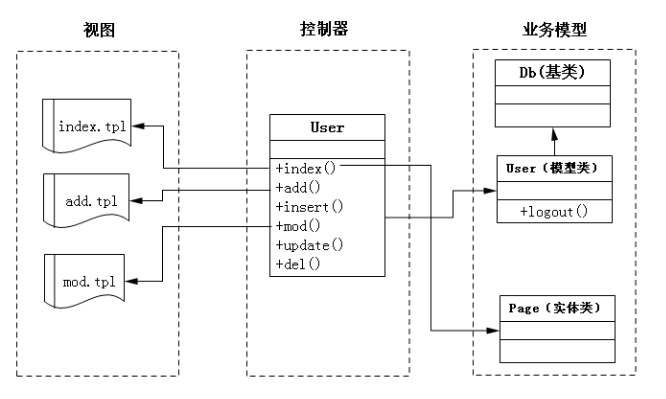 视图
控制器
业务模型
index.tpl
add.tpl
mod.tpl
User
+index()
+add()
+insert()
+mod()
+update()
+del()
Db(基类)
User（模型类）
+logout()
Page（实体类）